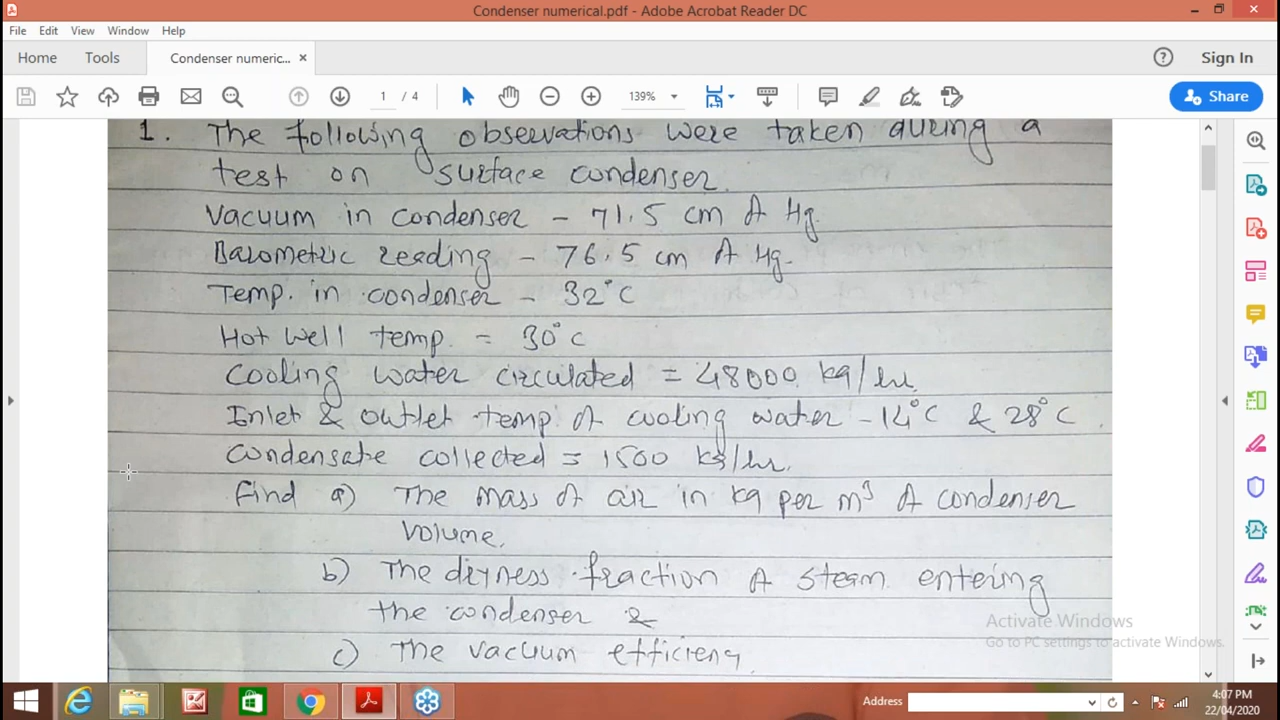 Condenser numerical.pdf - Adobe Acrobat Reader DC
File Edit View Window Help
Home Tools Condenser numeric... × Sign In
1 / 4 139% Share
1. The following observations were taken during a
test on surface condenser.
Vacuum in condenser - 71.5 cm of Hg.
Barometric reading - 76.5 cm of Hg.
Temp. in condenser - 32°C
Hot well temp. = 30°C
Cooling water circulated = 48000 kg/hr.
Inlet & outlet temp of cooling water - 14°C & 28°C.
Condensate collected = 1500 kg/hr.
Find a) The mass of air in kg per m³ of condenser
volume.
b) The dryness fraction of steam entering
the condenser &
c) The vacuum efficiency.
Activate Windows
Go to PC settings to activate Windows.
Address
4:07 PM
22/04/2020